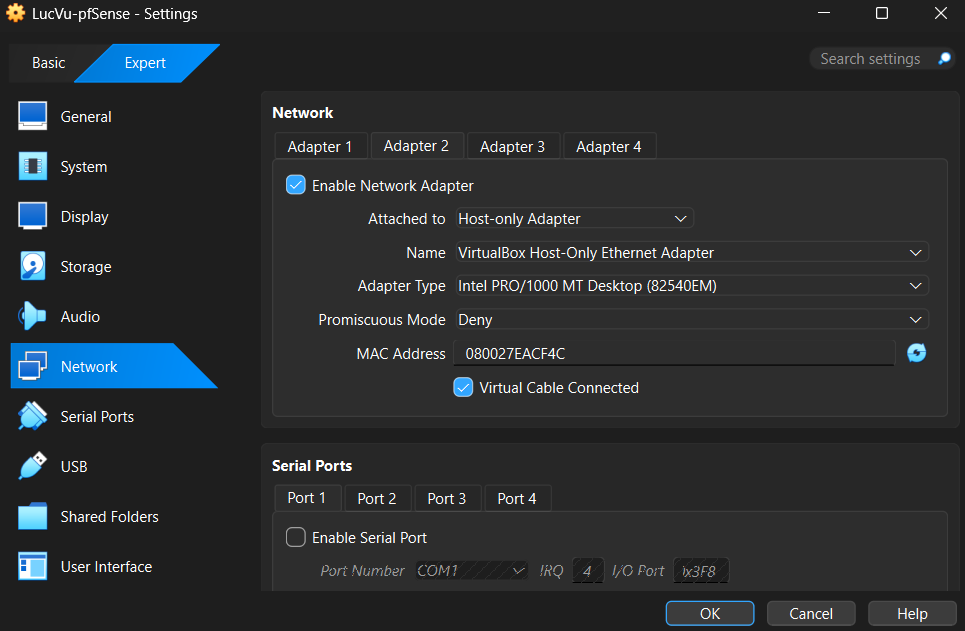 LucVu-pfSense - Settings
Basic
Expert
Search settings
General
System
Display
Storage
Audio
Network
Serial Ports
USB
Shared Folders
User Interface
Network
Adapter 1 Adapter 2 Adapter 3 Adapter 4
Enable Network Adapter
Attached to Host-only Adapter
Name VirtualBox Host-Only Ethernet Adapter
Adapter Type Intel PRO/1000 MT Desktop (82540EM)
Promiscuous Mode Deny
MAC Address 080027EACF4C
Virtual Cable Connected
Serial Ports
Port 1 Port 2 Port 3 Port 4
Enable Serial Port
Port Number COM1 IRQ 4 I/O Port 0x3F8
OK Cancel Help